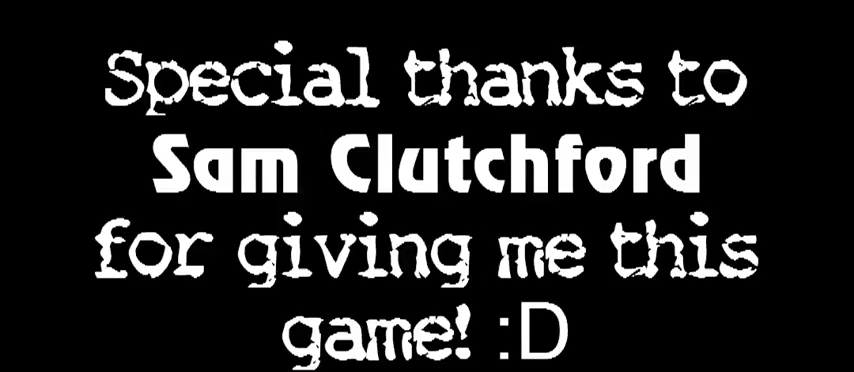 Special thanks to
Sam Clutchford
for giving me this
game! :D